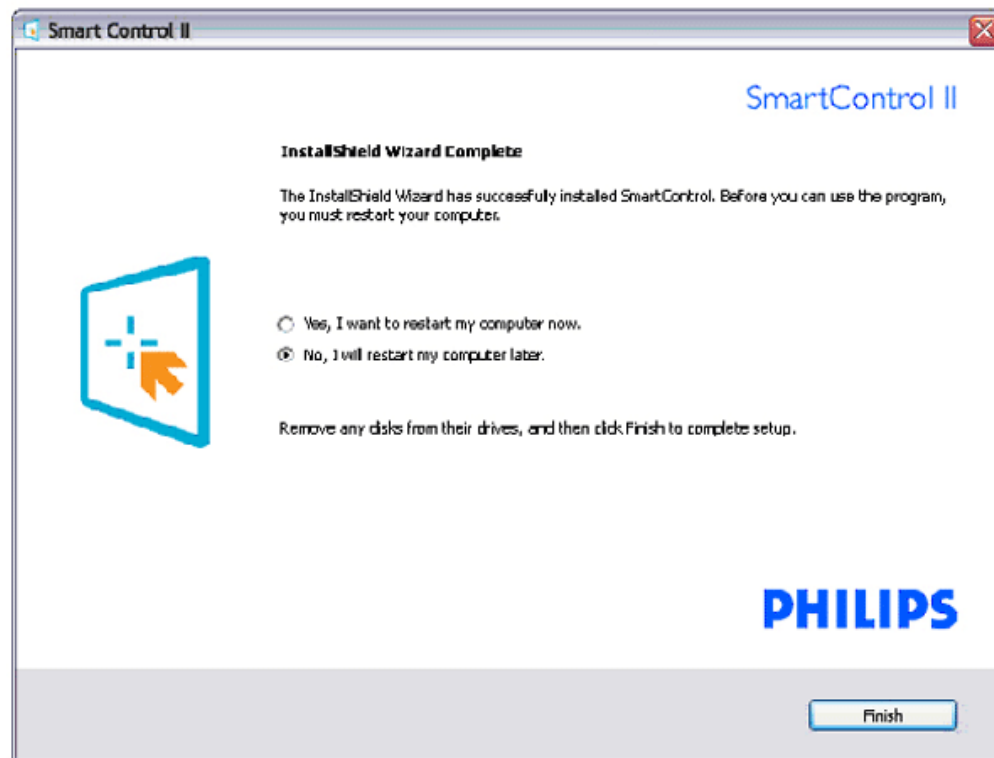 Smart Control II
SmartControl II
InstallShield Wizard Complete
The InstallShield Wizard has successfully installed SmartControl. Before you can use the program,
you must restart your computer.
Yes, I want to restart my computer now.
No, I will restart my computer later.
Remove any disks from their drives, and then click Finish to complete setup.
PHILIPS
Finish